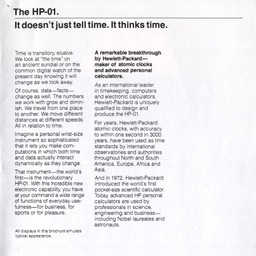 The HP-01.
It doesn't just tell time. It thinks time.
Time is transitory, elusive.
We look at "the time" on
an ancient sundial or on the
common digital watch of the
present day knowing it will
change as we look away.
Of course, data—facts—
change as well. The numbers
we work with grow and dimin-
ish. We travel from one place
to another. We move different
distances at different speeds.
All in relation to time.
Imagine a personal wrist-size
instrument so sophisticated
that it lets you make com-
putations in which both time
and data actually interact
dynamically as they change.
That instrument—the world's
first—is the revolutionary
HP-01. With this incredible new
electronic capability, you have
at your command a wide range
of functions of everyday use-
fulness—for business, for
sports or for pleasure.
All displays in this brochure simulate
typical appearance.
A remarkable breakthrough
by Hewlett-Packard—
maker of atomic clocks
and advanced personal
calculators.
As an international leader
in timekeeping, computers
and electronic calculators,
Hewlett-Packard is uniquely
qualified to design and
produce the HP-01.
For years, Hewlett-Packard
atomic clocks, with accuracy
to within one second in 3000
years, have been used as time
standards by international
observatories and authorities
throughout North and South
America, Europe, Africa and
Asia.
And in 1972, Hewlett-Packard
introduced the world's first
pocket-size scientific calculator.
Today, advanced HP personal
calculators are used by
professionals in science,
engineering and business—
including Nobel laureates and
astronauts.